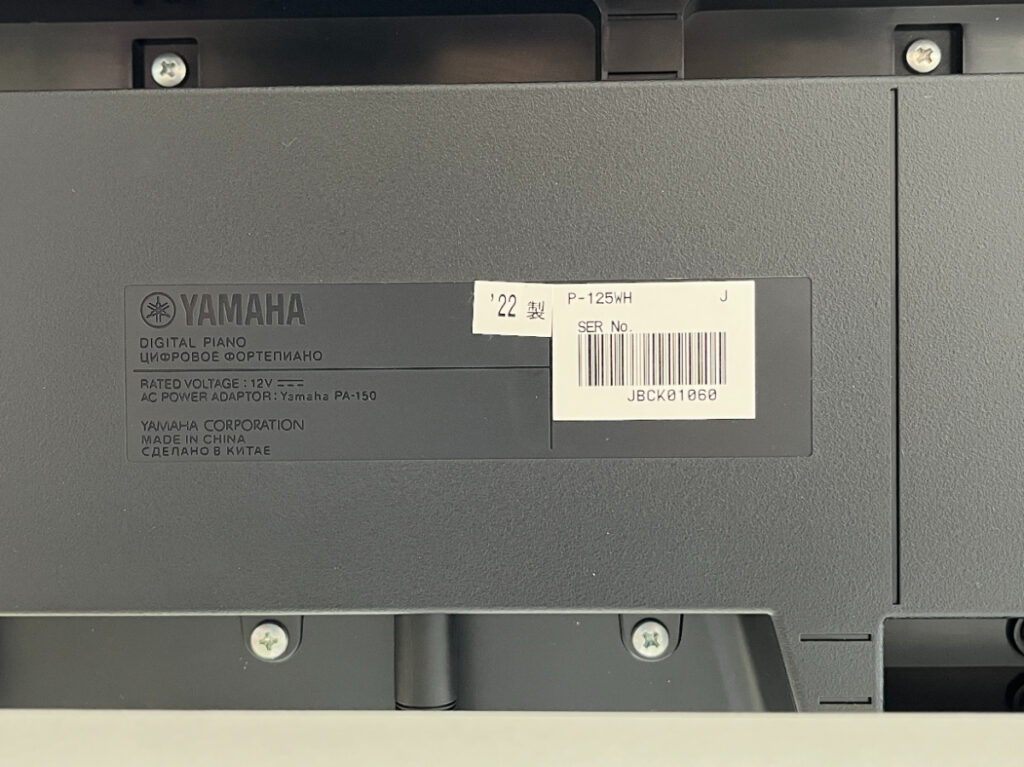 YAMAHA
DIGITAL PIANO
ЦИФРОВОЕ ФОРТЕПИАНО
RATED VOLTAGE : 12V
AC POWER ADAPTOR : Yamaha PA-150
YAMAHA CORPORATION
MADE IN CHINA
СДЕЛАНО В КИТАЕ
'22 製
P-125WH J
SER No.
JBCK01060